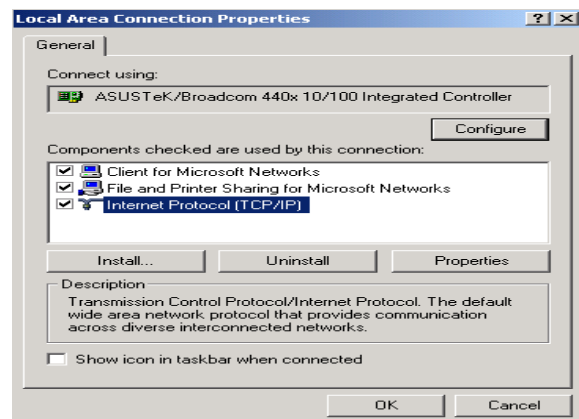 Local Area Connection Properties
General
Connect using:
ASUSTeK/Broadcom 440x 10/100 Integrated Controller
Configure
Components checked are used by this connection:
Client for Microsoft Networks
File and Printer Sharing for Microsoft Networks
Internet Protocol (TCP/IP)
Install... Uninstall Properties
Description
Transmission Control Protocol/Internet Protocol. The default
wide area network protocol that provides communication
across diverse interconnected networks.
Show icon in taskbar when connected
OK Cancel